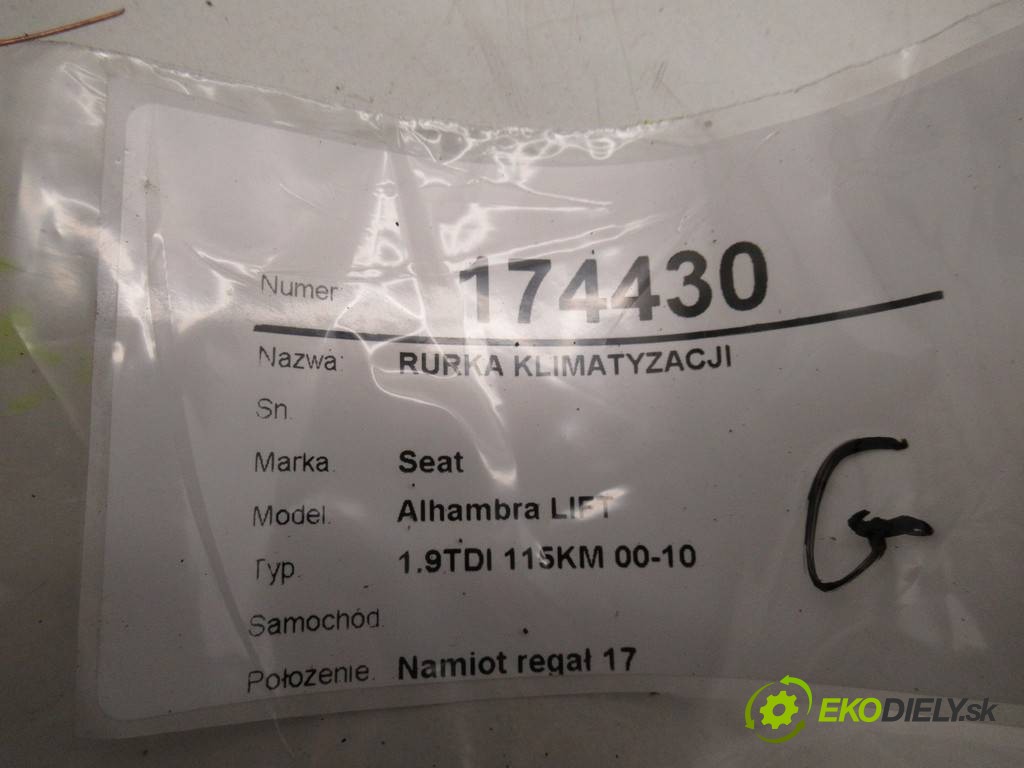 Numer: 174430
Nazwa: RURKA KLIMATYZACJI
Sn.
Marka. Seat
Model. Alhambra LIFT
Typ. 1.9TDI 115KM 00-10
Samochód.
Położenie. Namiot regał 17
G
EKODIELY.sk